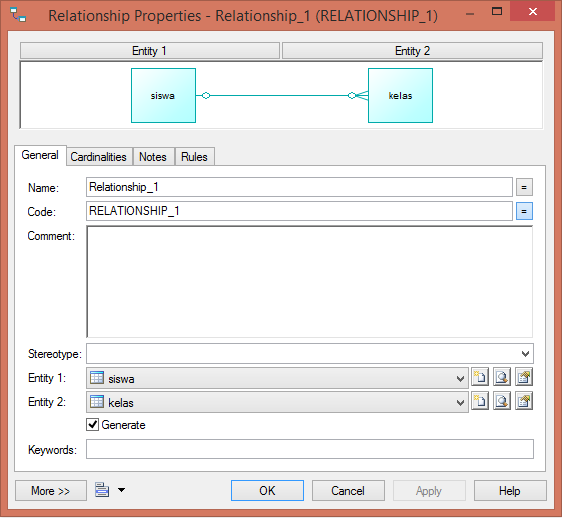 Relationship Properties - Relationship_1 (RELATIONSHIP_1)
Entity 1 Entity 2
siswa kelas
General Cardinalities Notes Rules
Name: Relationship_1 =
Code: RELATIONSHIP_1 =
Comment:
Stereotype:
Entity 1: siswa
Entity 2: kelas
Generate
Keywords:
More >> OK Cancel Apply Help